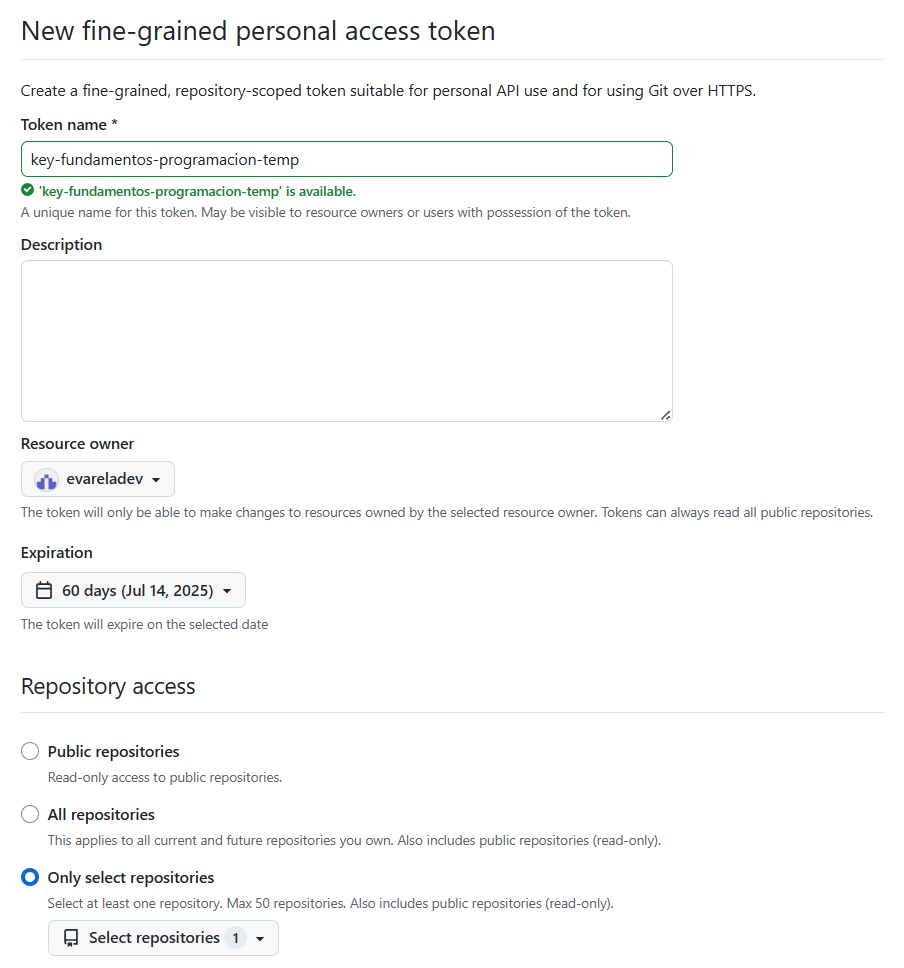 New fine-grained personal access token
Create a fine-grained, repository-scoped token suitable for personal API use and for using Git over HTTPS.
Token name *
key-fundamentos-programacion-temp
'key-fundamentos-programacion-temp' is available.
A unique name for this token. May be visible to resource owners or users with possession of the token.
Description
Resource owner
evareladev
The token will only be able to make changes to resources owned by the selected resource owner. Tokens can always read all public repositories.
Expiration
60 days (Jul 14, 2025)
The token will expire on the selected date
Repository access
Public repositories
Read-only access to public repositories.
All repositories
This applies to all current and future repositories you own. Also includes public repositories (read-only).
Only select repositories
Select at least one repository. Max 50 repositories. Also includes public repositories (read-only).
Select repositories 1